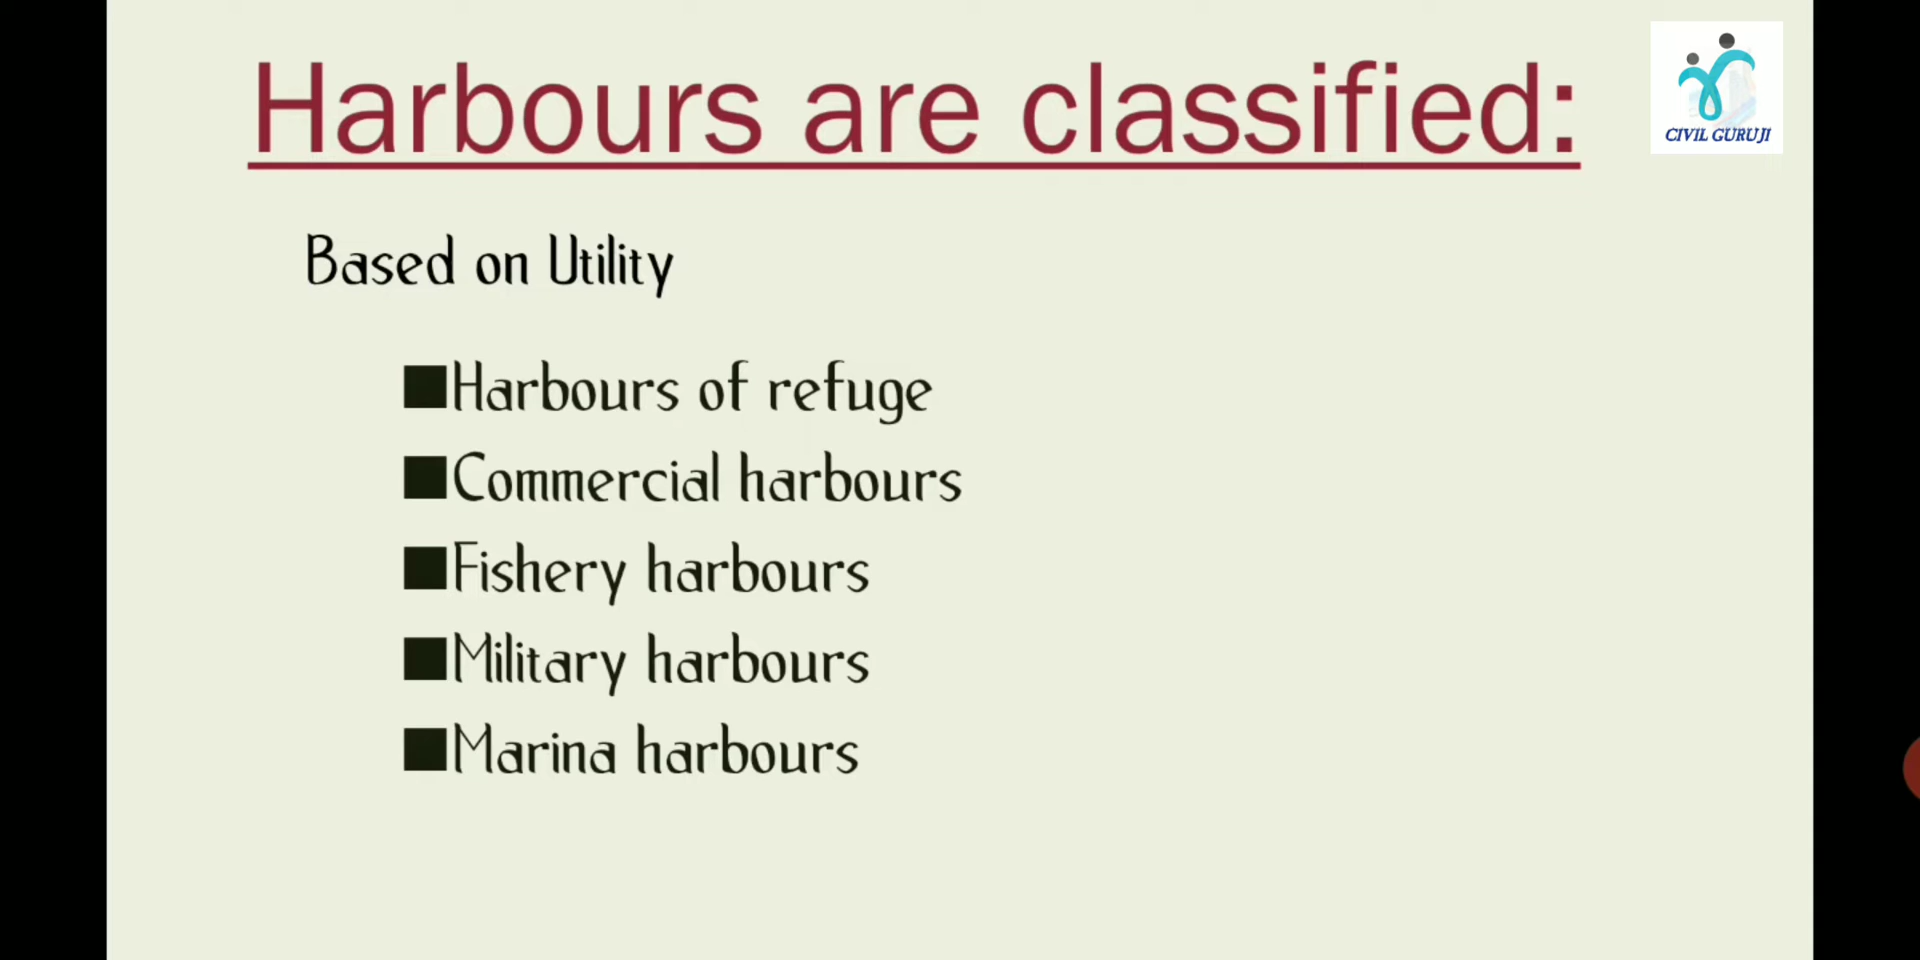 Harbours are classified:
CIVIL GURUJI
Based on Utility
■Harbours of refuge
■Commercial harbours
■Fishery harbours
■Military harbours
■Marina harbours